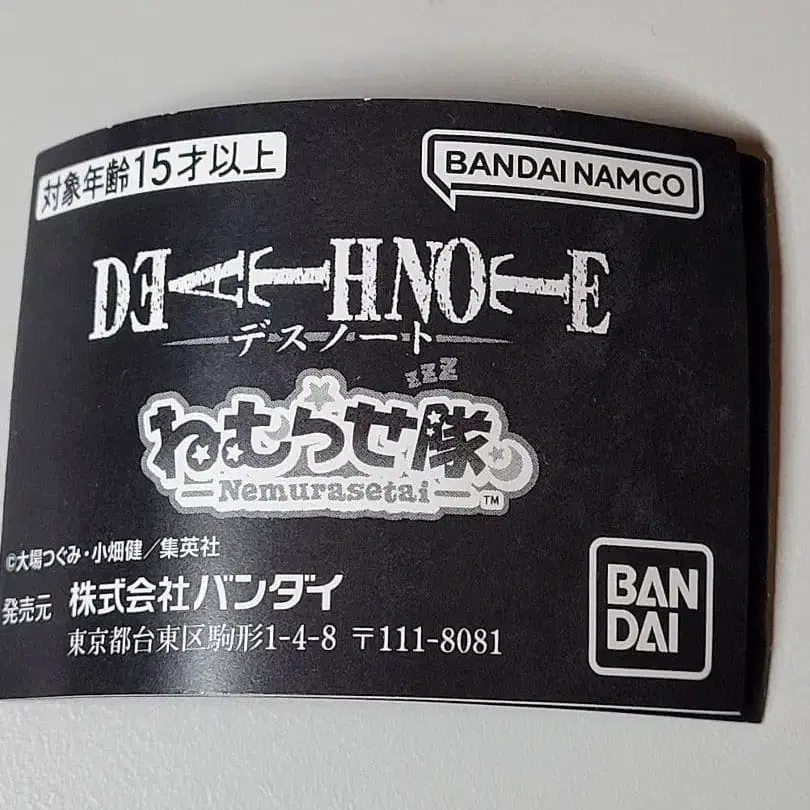 対象年齢15才以上
BANDAI NAMCO
DEATH NOTE
デスノート
zzz
ねむらせ隊
Nemurasetai™
©大場つぐみ・小畑健／集英社
発売元 株式会社バンダイ
東京都台東区駒形1-4-8 〒111-8081
BAN
DAI